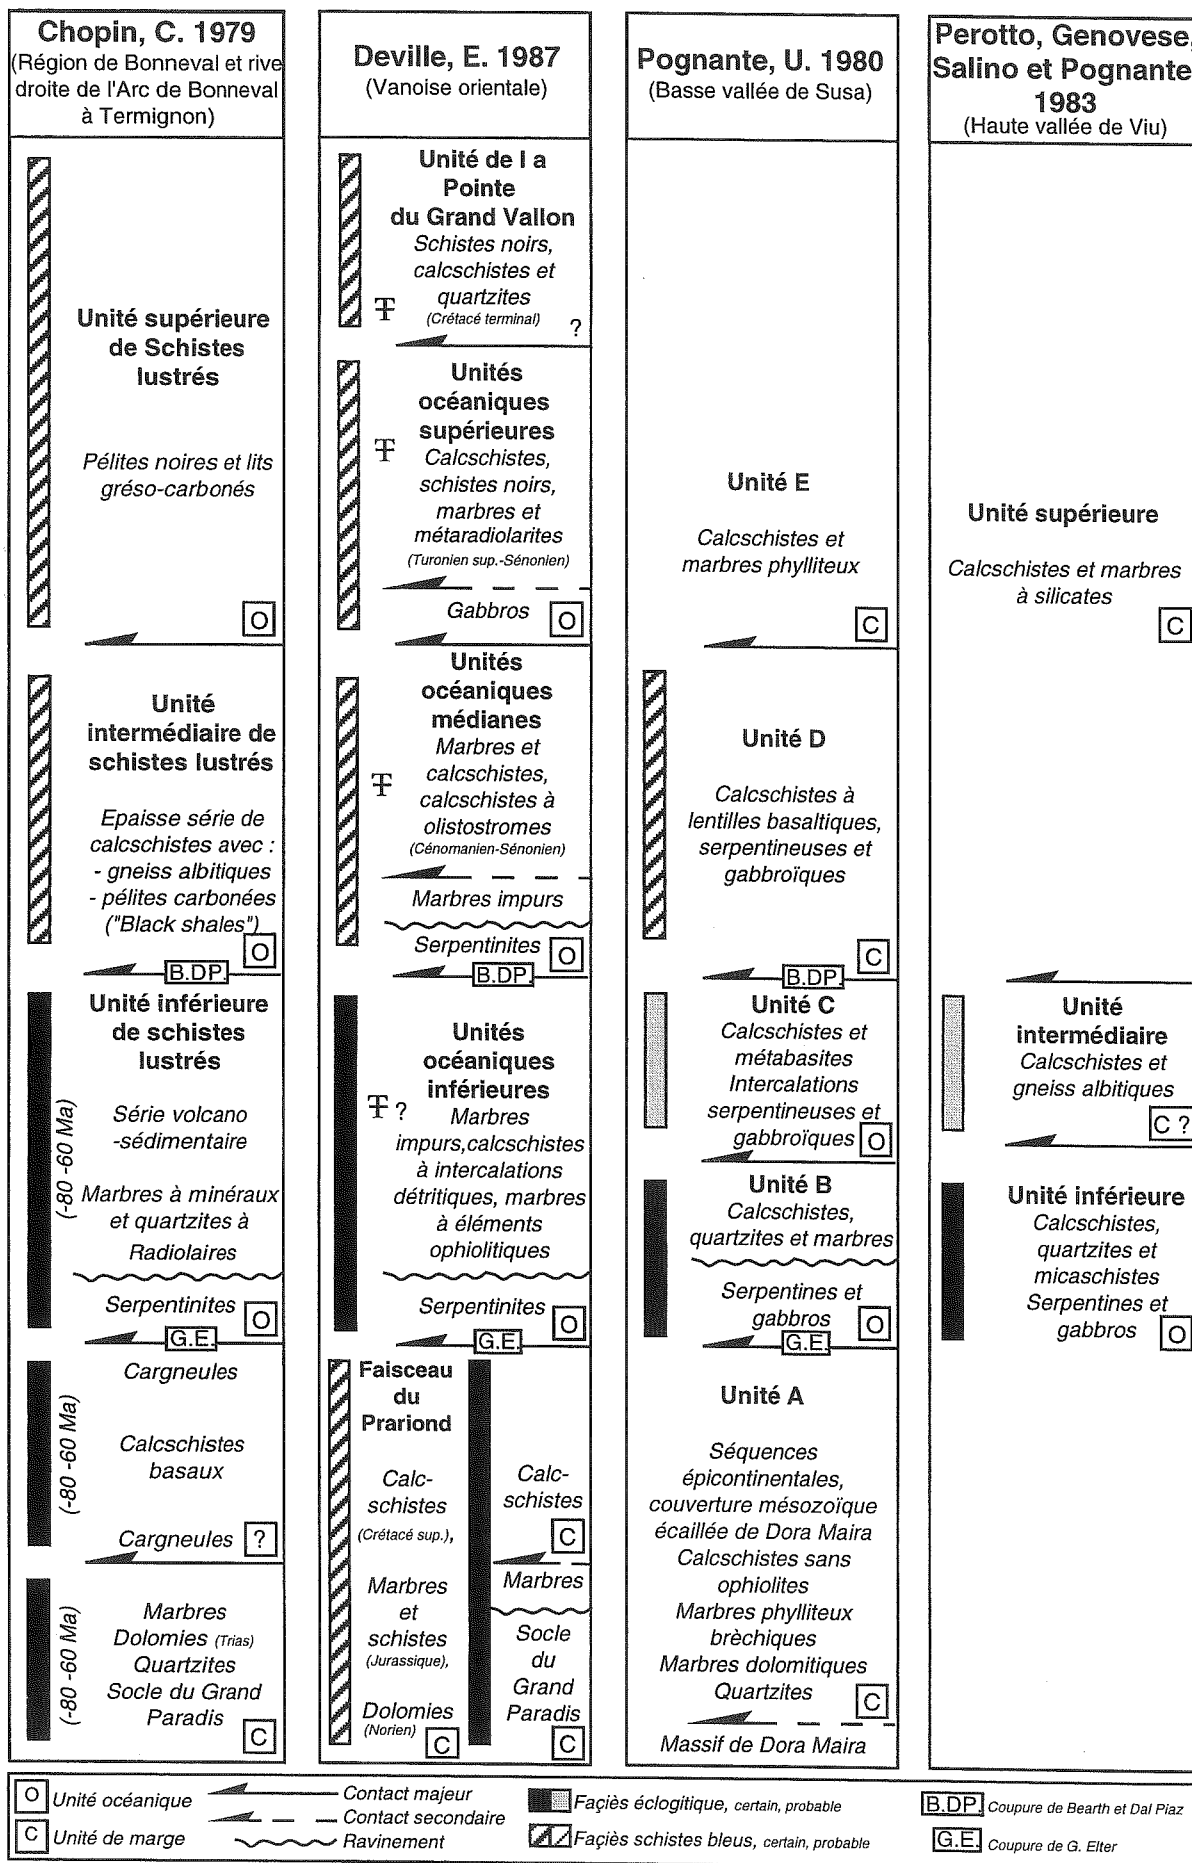 Chopin, C. 1979
(Région de Bonneval et rive
droite de l'Arc de Bonneval
à Termignon)
Unité supérieure
de Schistes
lustrés
Pélites noires et lits
gréso-carbonés
O
Unité
intermédiaire de
schistes lustrés
Epaisse série de
calcschistes avec :
- gneiss albitiques
- pélites carbonées
("Black shales")
O
B.DP.
Unité inférieure
de schistes
lustrés
(-80 -60 Ma)
Série volcano
-sédimentaire
Marbres à minéraux
et quartzites à
Radiolaires
Serpentinites O
G.E.
Cargneules
(-80 -60 Ma)
Calcschistes
basaux
Cargneules ?
(-80 -60 Ma)
Marbres
Dolomies (Trias)
Quartzites
Socle du Grand
Paradis
C
Deville, E. 1987
(Vanoise orientale)
Unité de l a
Pointe
du Grand Vallon
Schistes noirs,
calcschistes et
quartzites
(Crétacé terminal)
T ?
Unités
océaniques
supérieures
T
Calcschistes,
schistes noirs,
marbres et
métaradiolarites
(Turonien sup.-Sénonien)
Gabbros O
Unités
océaniques
médianes
Marbres et
T
calcschistes,
calcschistes à
olistostromes
(Cénomanien-Sénonien)
Marbres impurs
Serpentinites O
B.DP.
Unités
océaniques
inférieures
T ?
Marbres
impurs,calcschistes
à intercalations
détritiques, marbres
à éléments
ophiolitiques
Serpentinites O
G.E.
Faisceau
du
Prariond
Calc-
schistes
(Crétacé sup.),
Marbres
et
schistes
(Jurassique),
Dolomies
(Norien)
C
Calc-
schistes
C
Marbres
Socle
du
Grand
Paradis
C
Pognante, U. 1980
(Basse vallée de Susa)
Unité E
Calcschistes et
marbres phylliteux
C
Unité D
Calcschistes à
lentilles basaltiques,
serpentineuses et
gabbroïques
C
B.DP.
Unité C
Calcschistes et
métabasites
Intercalations
serpentineuses et
gabbroïques O
Unité B
Calcschistes,
quartzites et marbres
Serpentines et
gabbros O
G.E.
Unité A
Séquences
épicontinentales,
couverture mésozoïque
écaillée de Dora Maira
Calcschistes sans
ophiolites
Marbres phylliteux
brèchiques
Marbres dolomitiques
Quartzites
C
Massif de Dora Maira
Perotto, Genovese,
Salino et Pognante
1983
(Haute vallée de Viu)
Unité supérieure
Calcschistes et marbres
à silicates
C
Unité
intermédiaire
Calcschistes et
gneiss albitiques
C ?
Unité inférieure
Calcschistes,
quartzites et
micaschistes
Serpentines et
gabbros O
O Unité océanique
C Unité de marge
Contact majeur
Contact secondaire
Ravinement
Façiès éclogitique, certain, probable
Façiès schistes bleus, certain, probable
B.DP. Coupure de Bearth et Dal Piaz
G.E. Coupure de G. Elter